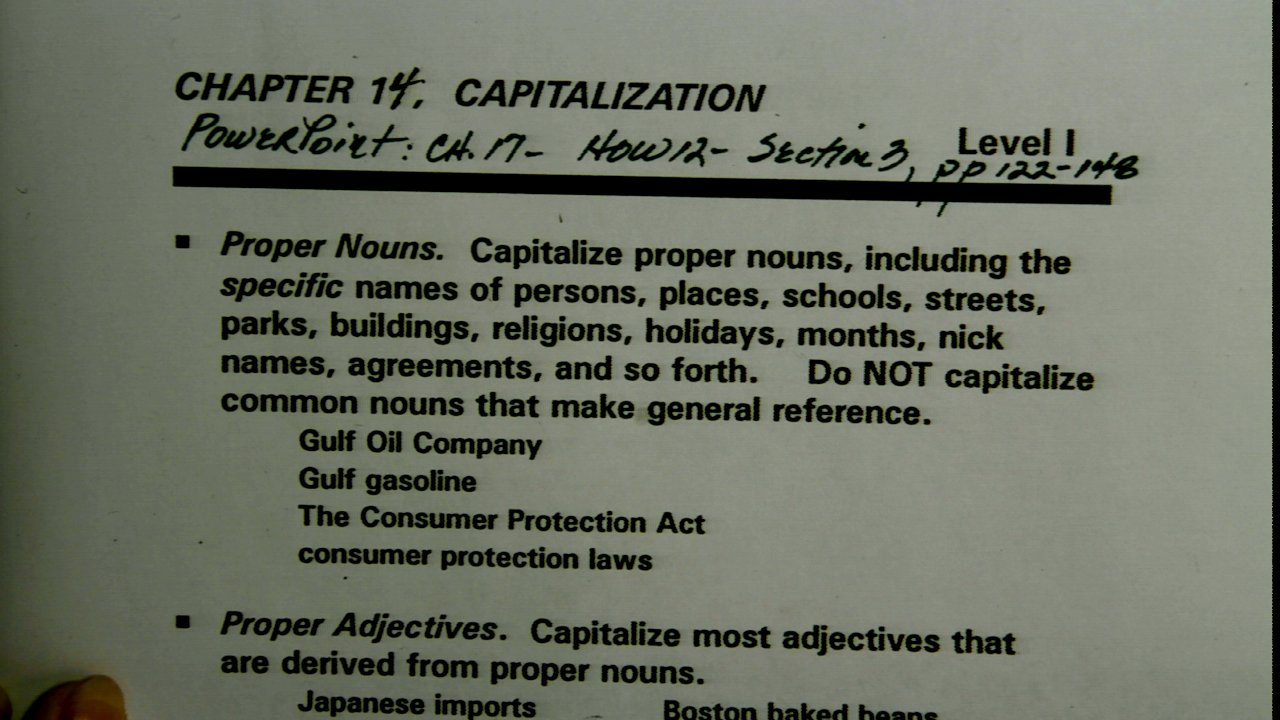 CHAPTER 14. CAPITALIZATION
PowerPoint: CH. 17- HOW12- Section 3, pp 122-148
Level I
▪ Proper Nouns. Capitalize proper nouns, including the
specific names of persons, places, schools, streets,
parks, buildings, religions, holidays, months, nick
names, agreements, and so forth. Do NOT capitalize
common nouns that make general reference.
Gulf Oil Company
Gulf gasoline
The Consumer Protection Act
consumer protection laws
▪ Proper Adjectives. Capitalize most adjectives that
are derived from proper nouns.
Japanese imports Boston baked beans